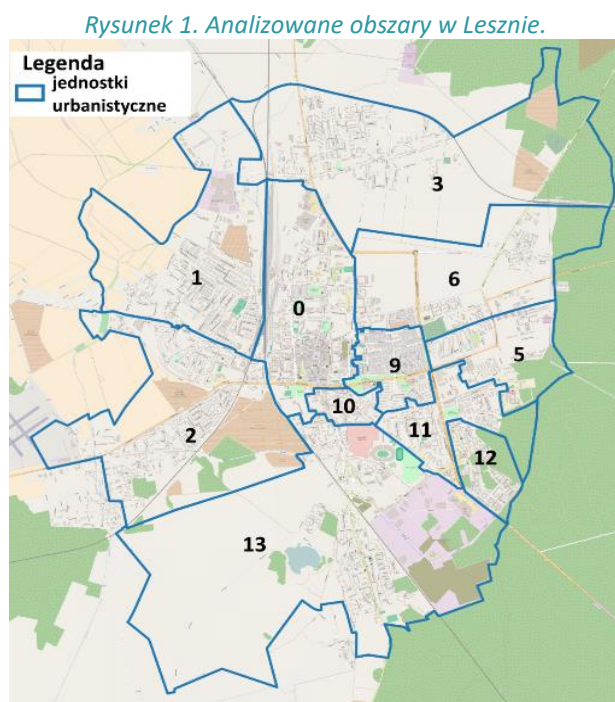 Rysunek 1. Analizowane obszary w Lesznie.
Legenda
jednostki
urbanistyczne
3
1
6
0
5
9
10
2
11
12
13